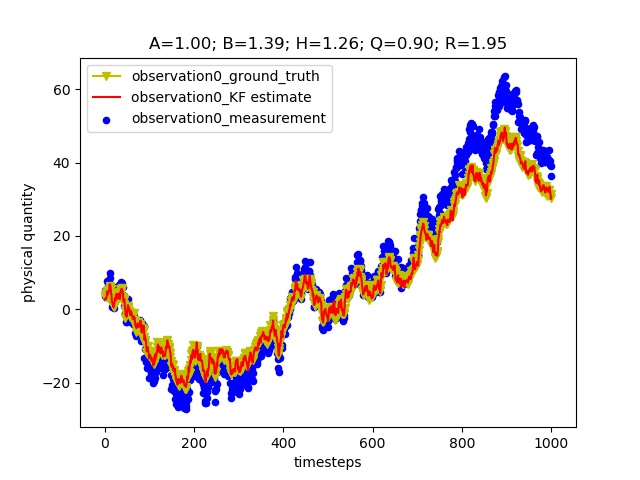 A=1.00; B=1.39; H=1.26; Q=0.90; R=1.95
observation0_ground_truth
observation0_KF estimate
observation0_measurement
physical quantity
60
40
20
0
−20
0 200 400 600 800 1000
timesteps